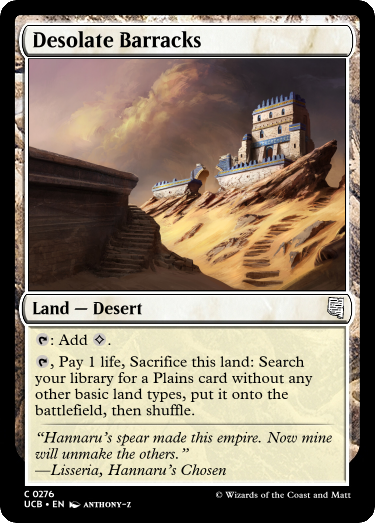 Desolate Barracks
Land — Desert
: Add .
, Pay 1 life, Sacrifice this land: Search
your library for a Plains card without any
other basic land types, put it onto the
battlefield, then shuffle.
“Hannaru’s spear made this empire. Now mine
will unmake the others.”
—Lisseria, Hannaru’s Chosen
C 0276
UCB • EN ANTHONY-Z
© Wizards of the Coast and Matt